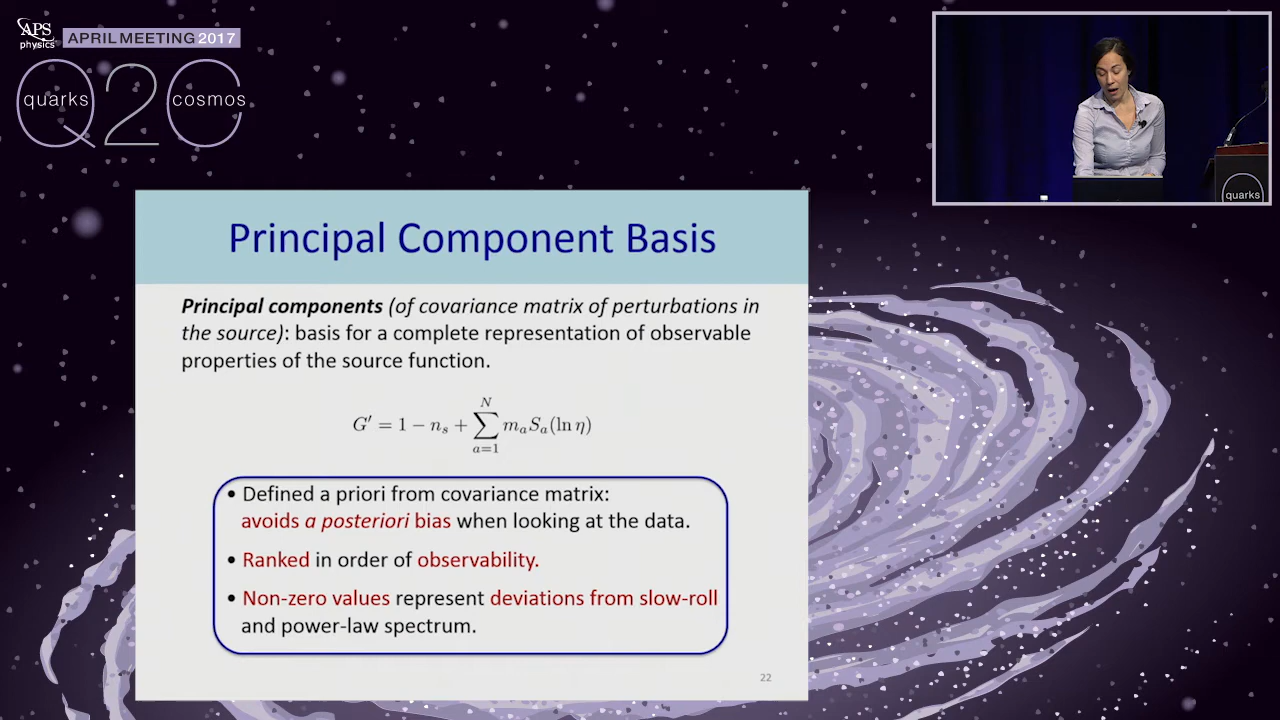 APS
physics
APRIL MEETING 2017
Q2C
quarks cosmos
quarks
Principal Component Basis
Principal components (of covariance matrix of perturbations in
the source): basis for a complete representation of observable
properties of the source function.
G′ = 1 − n_s + \sum_{a=1}^{N} m_a S_a(ln η)
• Defined a priori from covariance matrix:
avoids a posteriori bias when looking at the data.
• Ranked in order of observability.
• Non-zero values represent deviations from slow-roll
and power-law spectrum.
22